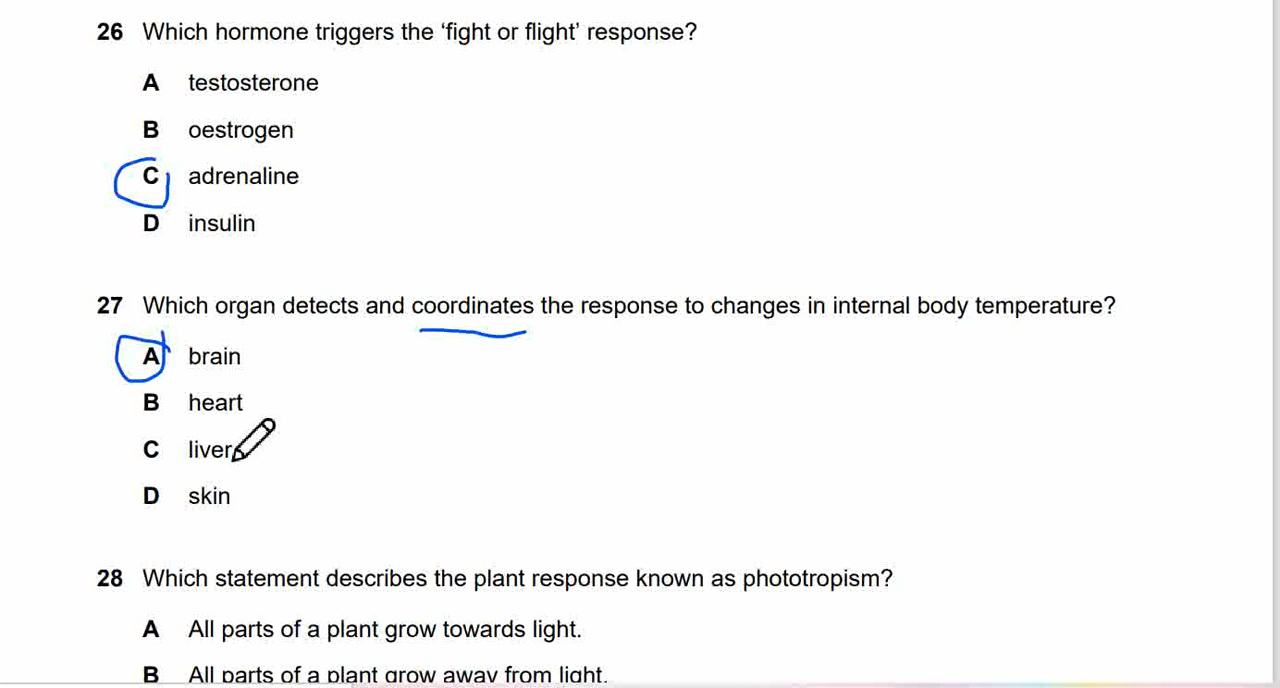 26 Which hormone triggers the ‘fight or flight’ response?
A testosterone
B oestrogen
C adrenaline
D insulin
27 Which organ detects and coordinates the response to changes in internal body temperature?
A brain
B heart
C liver
D skin
28 Which statement describes the plant response known as phototropism?
A All parts of a plant grow towards light.
B All parts of a plant grow away from light.